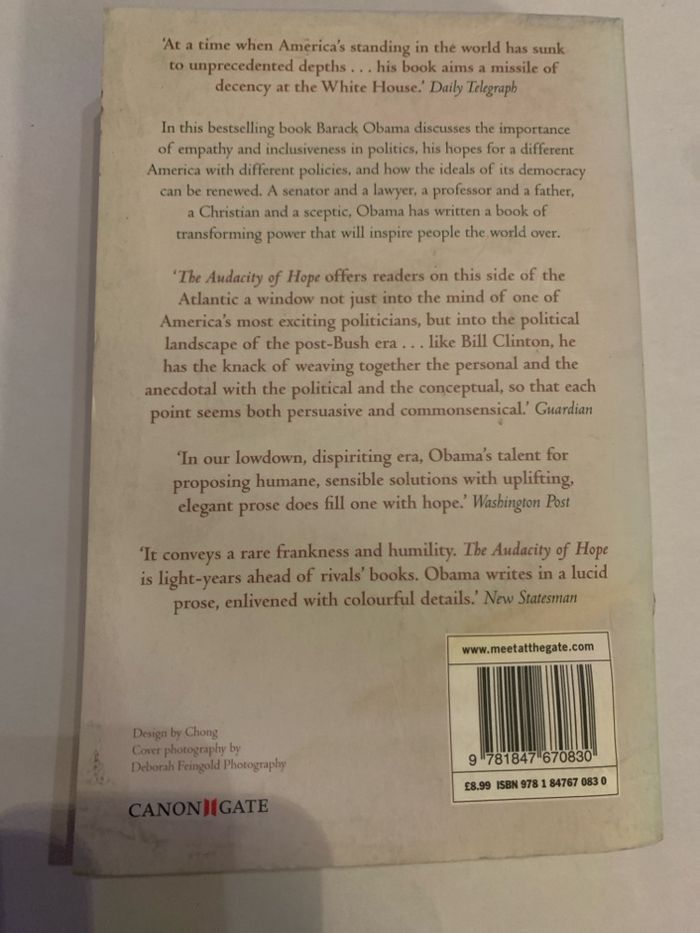 ‘At a time when America’s standing in the world has sunk
to unprecedented depths . . . his book aims a missile of
decency at the White House.’ Daily Telegraph
In this bestselling book Barack Obama discusses the importance
of empathy and inclusiveness in politics, his hopes for a different
America with different policies, and how the ideals of its democracy
can be renewed. A senator and a lawyer, a professor and a father,
a Christian and a sceptic, Obama has written a book of
transforming power that will inspire people the world over.
‘The Audacity of Hope offers readers on this side of the
Atlantic a window not just into the mind of one of
America’s most exciting politicians, but into the political
landscape of the post-Bush era . . . like Bill Clinton, he
has the knack of weaving together the personal and the
anecdotal with the political and the conceptual, so that each
point seems both persuasive and commonsensical.’ Guardian
‘In our lowdown, dispiriting era, Obama’s talent for
proposing humane, sensible solutions with uplifting,
elegant prose does fill one with hope.’ Washington Post
‘It conveys a rare frankness and humility. The Audacity of Hope
is light-years ahead of rivals’ books. Obama writes in a lucid
prose, enlivened with colourful details.’ New Statesman
www.meetatthegate.com
9 781847 670830
£8.99 ISBN 978 1 84767 083 0
Design by Chong
Cover photography by
Deborah Feingold Photography
CANONGATE